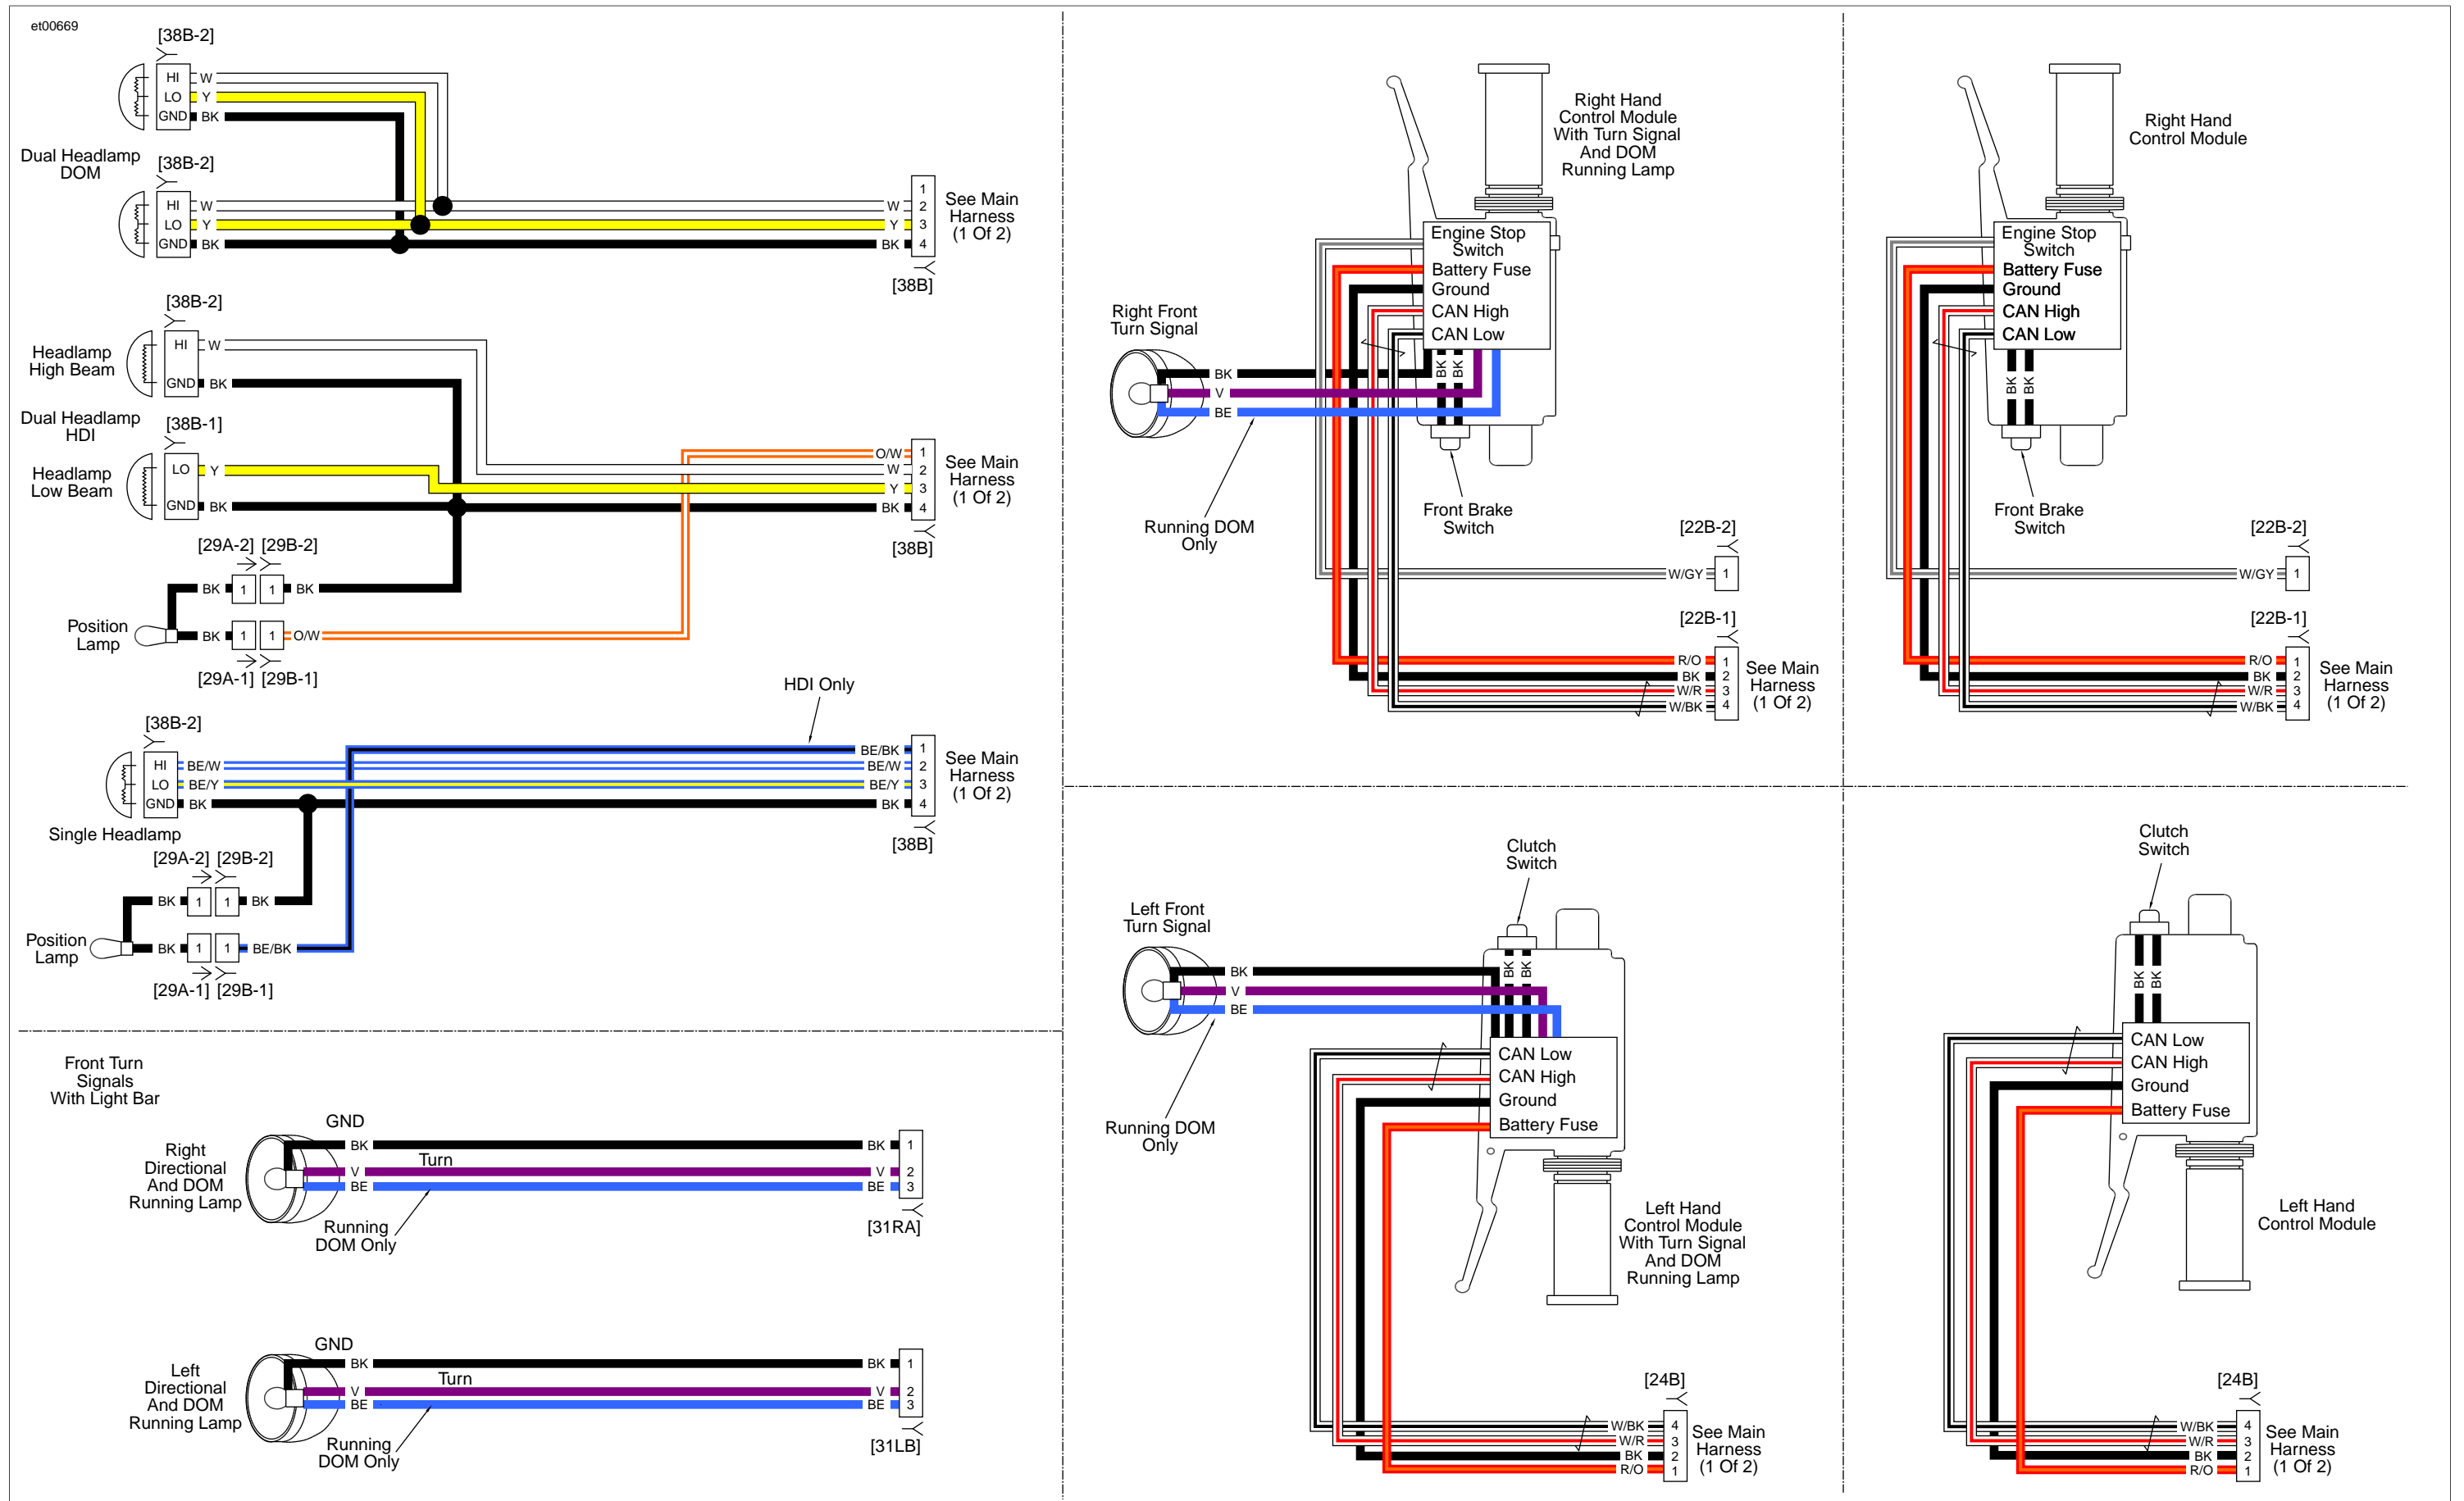 et00669
[38B-2]
HI W
LO Y
GND BK
Dual Headlamp
DOM
[38B-2]
HI W
LO Y
GND BK
W
Y
BK
1
2
3
4
See Main
Harness
(1 Of 2)
[38B]
[38B-2]
Headlamp
High Beam
HI W
GND BK
Dual Headlamp
HDI
[38B-1]
Headlamp
Low Beam
LO Y
GND BK
O/W
W
Y
BK
1
2
3
4
See Main
Harness
(1 Of 2)
[38B]
[29A-2] [29B-2]
BK 1 1 BK
Position
Lamp
BK 1 1 O/W
[29A-1] [29B-1]
HDI Only
[38B-2]
HI BE/W
LO BE/Y
GND BK
Single Headlamp
BE/BK
BE/W
BE/Y
BK
1
2
3
4
See Main
Harness
(1 Of 2)
[38B]
[29A-2] [29B-2]
BK 1 1 BK
Position
Lamp
BK 1 1 BE/BK
[29A-1] [29B-1]
Front Turn
Signals
With Light Bar
GND
Right
Directional
And DOM
Running Lamp
BK BK 1
V Turn V 2
BE BE 3
Running
DOM Only
[31RA]
GND
Left
Directional
And DOM
Running Lamp
BK BK 1
V Turn V 2
BE BE 3
Running
DOM Only
[31LB]
Right Hand
Control Module
With Turn Signal
And DOM
Running Lamp
Engine Stop
Switch
Battery Fuse
Ground
CAN High
CAN Low
Right Front
Turn Signal
BK
V
BE
BK
BK
Running DOM
Only
Front Brake
Switch
[22B-2]
W/GY 1
[22B-1]
R/O 1
BK 2
W/R 3
W/BK 4
See Main
Harness
(1 Of 2)
Right Hand
Control Module
Engine Stop
Switch
Battery Fuse
Ground
CAN High
CAN Low
BK
BK
Front Brake
Switch
[22B-2]
W/GY 1
[22B-1]
R/O 1
BK 2
W/R 3
W/BK 4
See Main
Harness
(1 Of 2)
Clutch
Switch
Left Front
Turn Signal
BK
V
BE
BK
BK
CAN Low
CAN High
Ground
Battery Fuse
Running DOM
Only
Left Hand
Control Module
With Turn Signal
And DOM
Running Lamp
[24B]
W/BK 4
W/R 3
BK 2
R/O 1
See Main
Harness
(1 Of 2)
Clutch
Switch
BK
BK
CAN Low
CAN High
Ground
Battery Fuse
Left Hand
Control Module
[24B]
W/BK 4
W/R 3
BK 2
R/O 1
See Main
Harness
(1 Of 2)